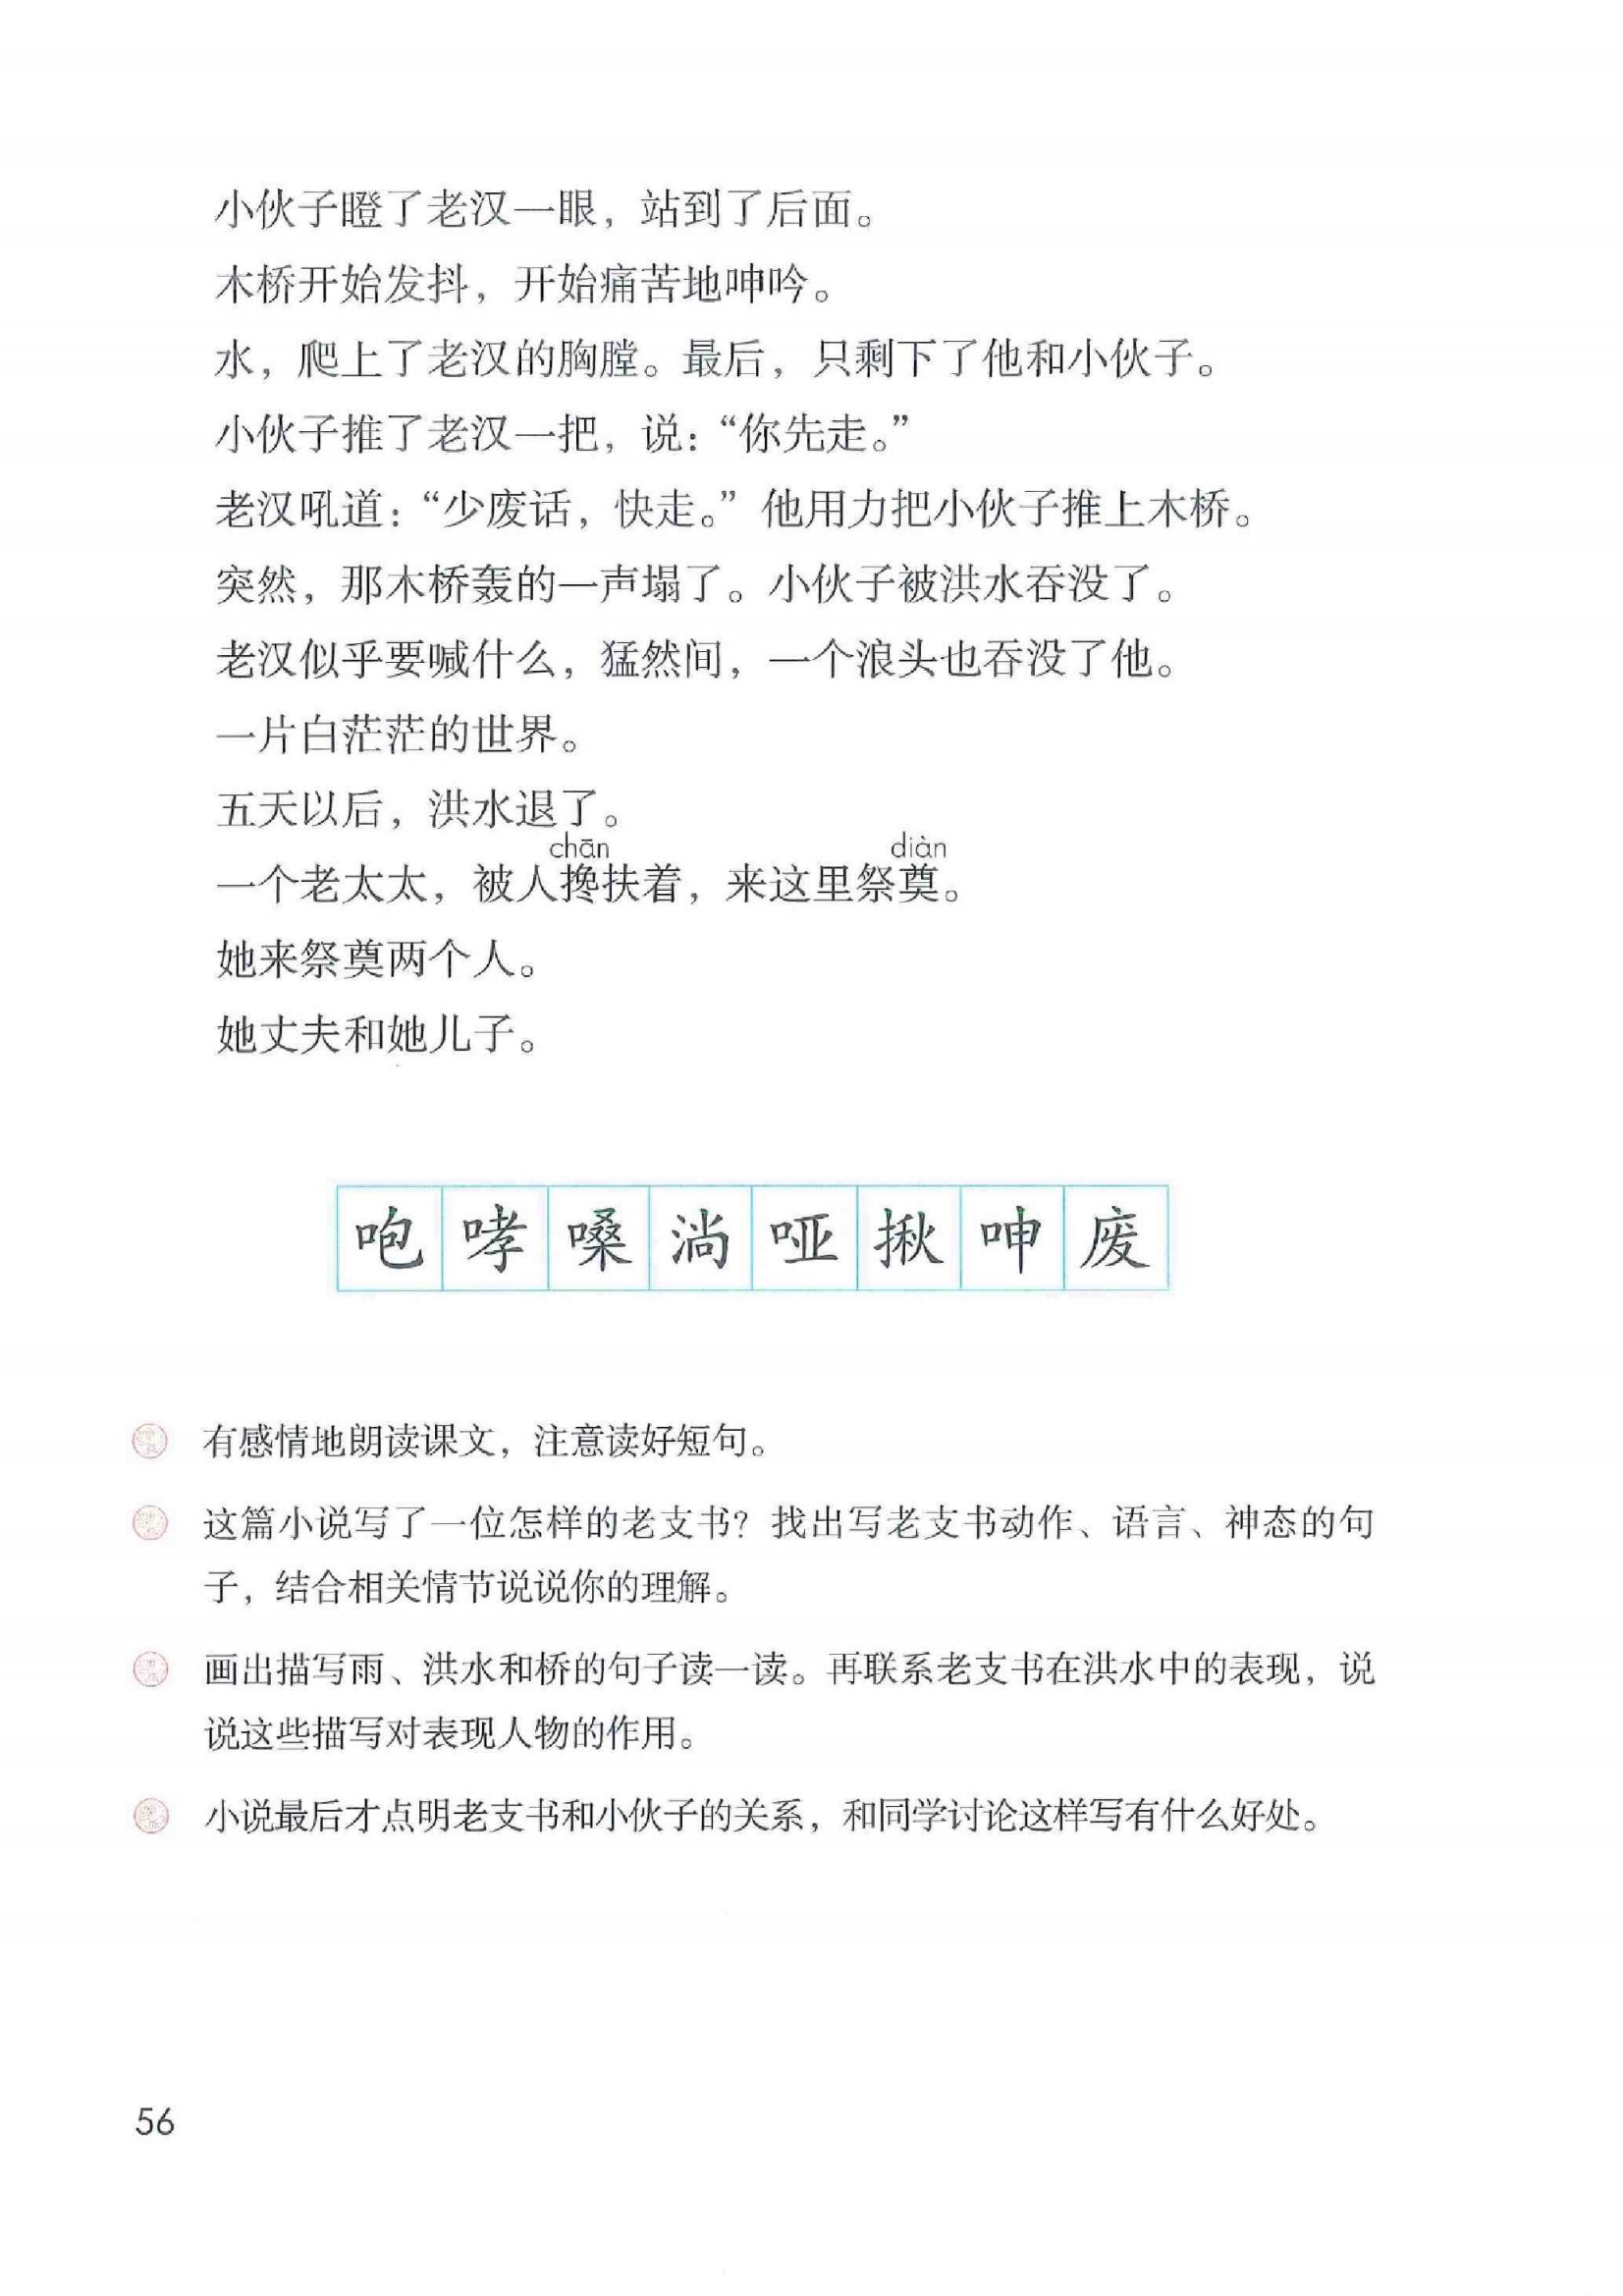 小伙子瞪了老汉一眼，站到了后面。
木桥开始发抖，开始痛苦地呻吟。
水，爬上了老汉的胸膛。最后，只剩下了他和小伙子。
小伙子推了老汉一把，说：“你先走。”
老汉吼道：“少废话，快走。”他用力把小伙子推上木桥。
突然，那木桥轰的一声塌了。小伙子被洪水吞没了。
老汉似乎要喊什么，猛然间，一个浪头也吞没了他。
一片白茫茫的世界。
五天以后，洪水退了。
chān diàn
一个老太太，被人搀扶着，来这里祭奠。
她来祭奠两个人。
她丈夫和她儿子。
咆 哮 嗓 淌 哑 揪 呻 废
有感情地朗读课文，注意读好短句。
这篇小说写了一位怎样的老支书？找出写老支书动作、语言、神态的句
子，结合相关情节说说你的理解。
画出描写雨、洪水和桥的句子读一读。再联系老支书在洪水中的表现，说
说这些描写对表现人物的作用。
小说最后才点明老支书和小伙子的关系，和同学讨论这样写有什么好处。
56